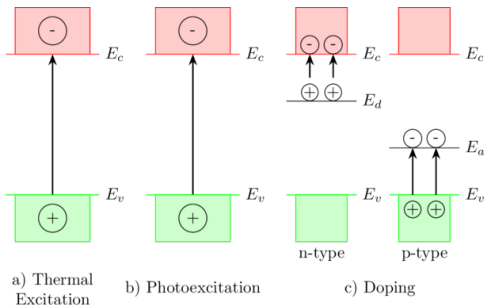 - - - - E_c E_c E_c E_c
+ + E_d
- - E_a
E_v E_v E_v E_v
+ + + +
n-type p-type
a) Thermal
Excitation
b) Photoexcitation
c) Doping